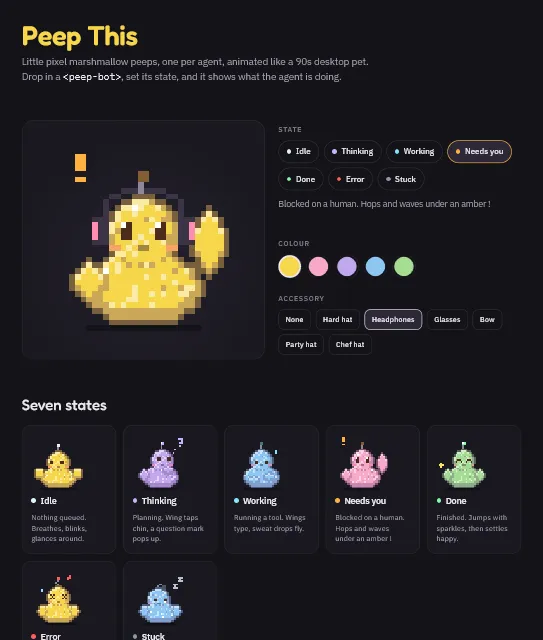 Peep This
Little pixel marshmallow peeps, one per agent, animated like a 90s desktop pet.
Drop in a <peep-bot>, set its state, and it shows what the agent is doing.
STATE
Idle
Thinking
Working
Needs you
Done
Error
Stuck
Blocked on a human. Hops and waves under an amber !
COLOUR
ACCESSORY
None
Hard hat
Headphones
Glasses
Bow
Party hat
Chef hat
Seven states
Idle
Nothing queued.
Breathes, blinks,
glances around.
Thinking
Planning. Wing taps
chin, a question mark
pops up.
Working
Running a tool. Wings
type, sweat drops fly.
Needs you
Blocked on a human.
Hops and waves
under an amber !
Done
Finished. Jumps with
sparkles, then settles
happy.
Error
Stuck